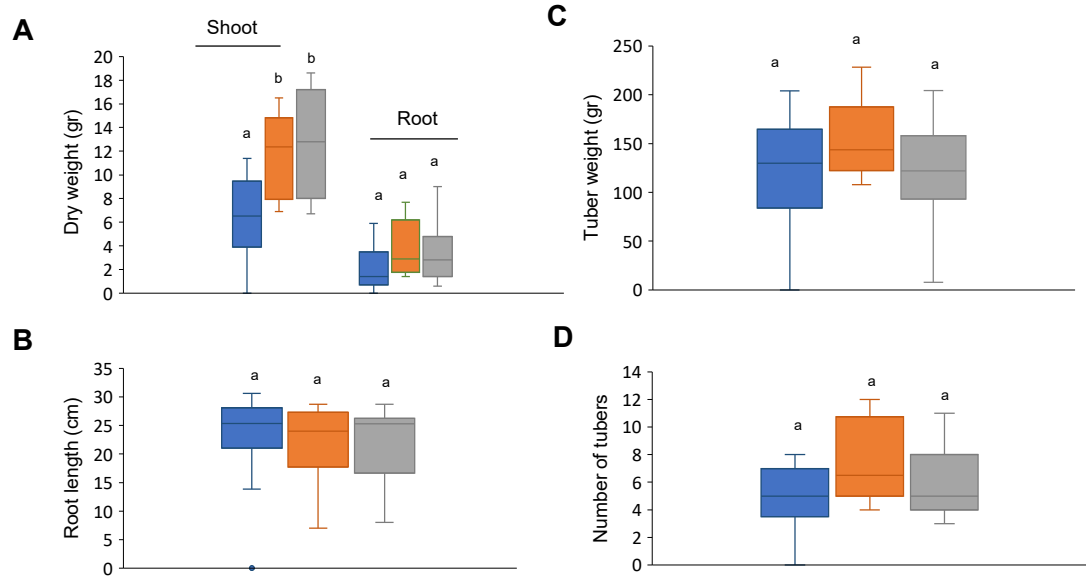 A
Shoot
Root
Dry weight (gr)
20
18
16
14
12
10
8
6
4
2
0
a
b
b
a
a
a
B
Root length (cm)
35
30
25
20
15
10
5
0
a
a
a
C
Tuber weight (gr)
250
200
150
100
50
0
a
a
a
D
Number of tubers
14
12
10
8
6
4
2
0
a
a
a